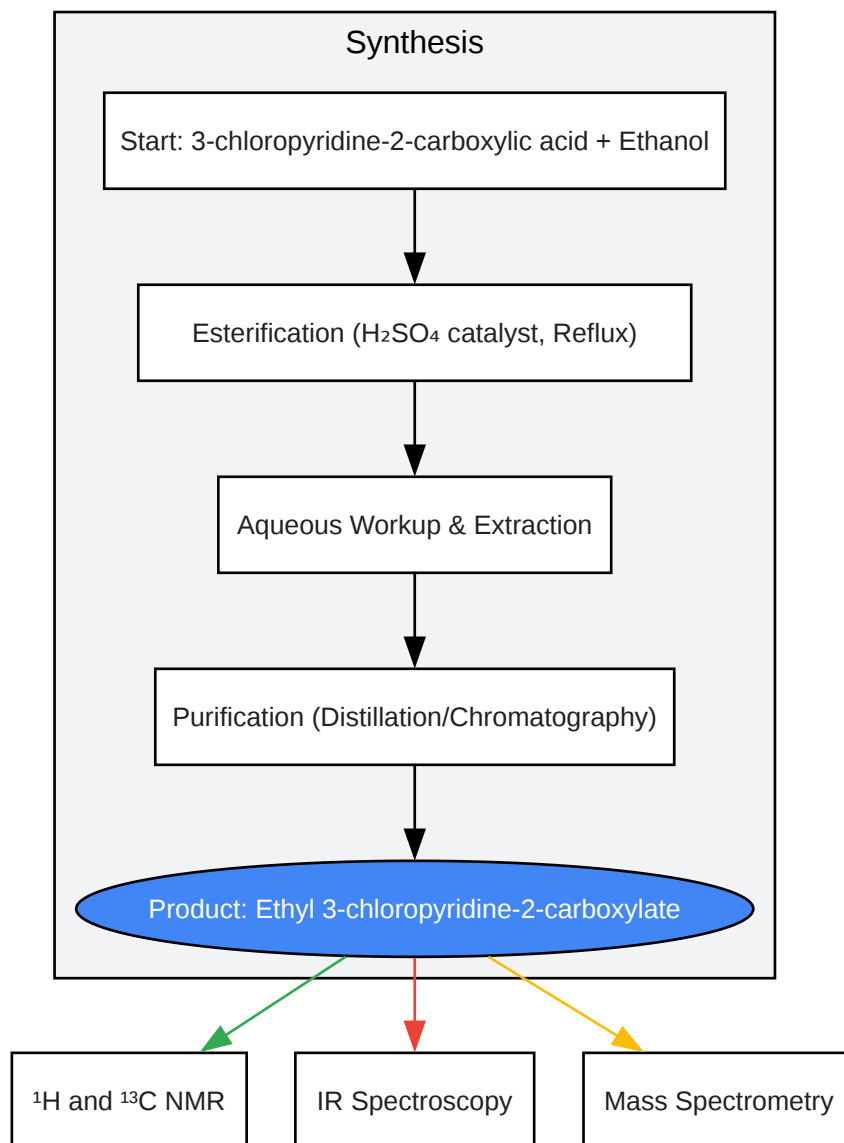 Synthesis
Start: 3-chloropyridine-2-carboxylic acid + Ethanol
Esterification (H₂SO₄ catalyst, Reflux)
Aqueous Workup & Extraction
Purification (Distillation/Chromatography)
Product: Ethyl 3-chloropyridine-2-carboxylate
¹H and ¹³C NMR
IR Spectroscopy
Mass Spectrometry